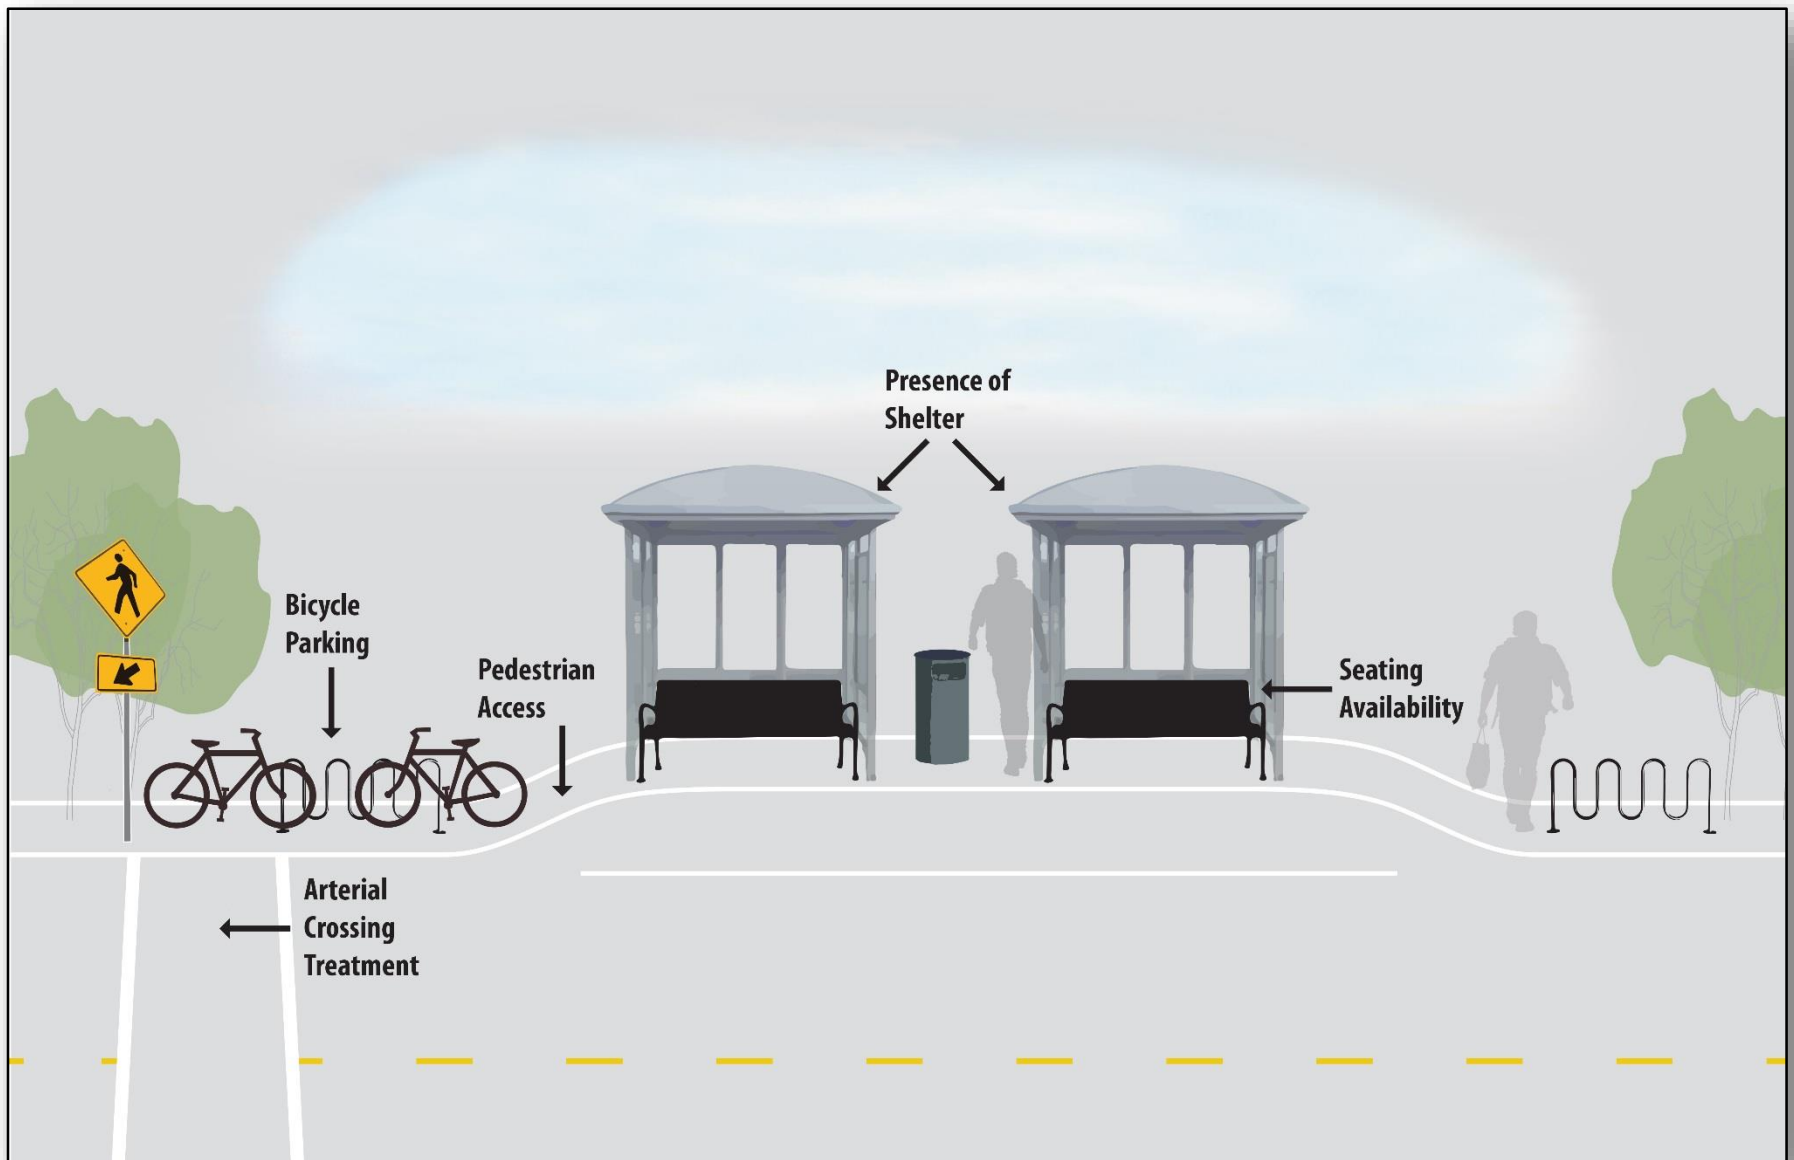 Presence of
Shelter
Bicycle
Parking
Pedestrian
Access
Seating
Availability
Arterial
Crossing
Treatment